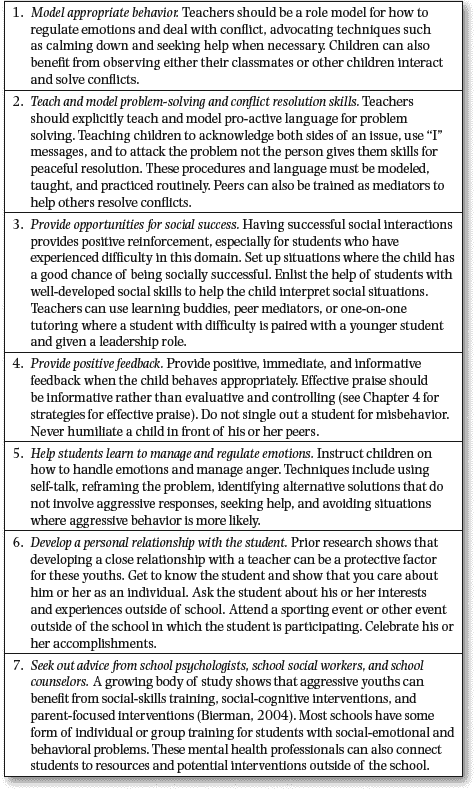 1. Model appropriate behavior. Teachers should be a role model for how to
regulate emotions and deal with conflict, advocating techniques such
as calming down and seeking help when necessary. Children can also
benefit from observing either their classmates or other children interact
and solve conflicts.
2. Teach and model problem-solving and conflict resolution skills. Teachers
should explicitly teach and model pro-active language for problem
solving. Teaching children to acknowledge both sides of an issue, use “I”
messages, and to attack the problem not the person gives them skills for
peaceful resolution. These procedures and language must be modeled,
taught, and practiced routinely. Peers can also be trained as mediators to
help others resolve conflicts.
3. Provide opportunities for social success. Having successful social interactions
provides positive reinforcement, especially for students who have
experienced difficulty in this domain. Set up situations where the child has
a good chance of being socially successful. Enlist the help of students with
well-developed social skills to help the child interpret social situations.
Teachers can use learning buddies, peer mediators, or one-on-one
tutoring where a student with difficulty is paired with a younger student
and given a leadership role.
4. Provide positive feedback. Provide positive, immediate, and informative
feedback when the child behaves appropriately. Effective praise should
be informative rather than evaluative and controlling (see Chapter 4 for
strategies for effective praise). Do not single out a student for misbehavior.
Never humiliate a child in front of his or her peers.
5. Help students learn to manage and regulate emotions. Instruct children on
how to handle emotions and manage anger. Techniques include using
self-talk, reframing the problem, identifying alternative solutions that do
not involve aggressive responses, seeking help, and avoiding situations
where aggressive behavior is more likely.
6. Develop a personal relationship with the student. Prior research shows that
developing a close relationship with a teacher can be a protective factor
for these youths. Get to know the student and show that you care about
him or her as an individual. Ask the student about his or her interests
and experiences outside of school. Attend a sporting event or other event
outside of the school in which the student is participating. Celebrate his or
her accomplishments.
7. Seek out advice from school psychologists, school social workers, and school
counselors. A growing body of study shows that aggressive youths can
benefit from social-skills training, social-cognitive interventions, and
parent-focused interventions (Bierman, 2004). Most schools have some
form of individual or group training for students with social-emotional and
behavioral problems. These mental health professionals can also connect
students to resources and potential interventions outside of the school.